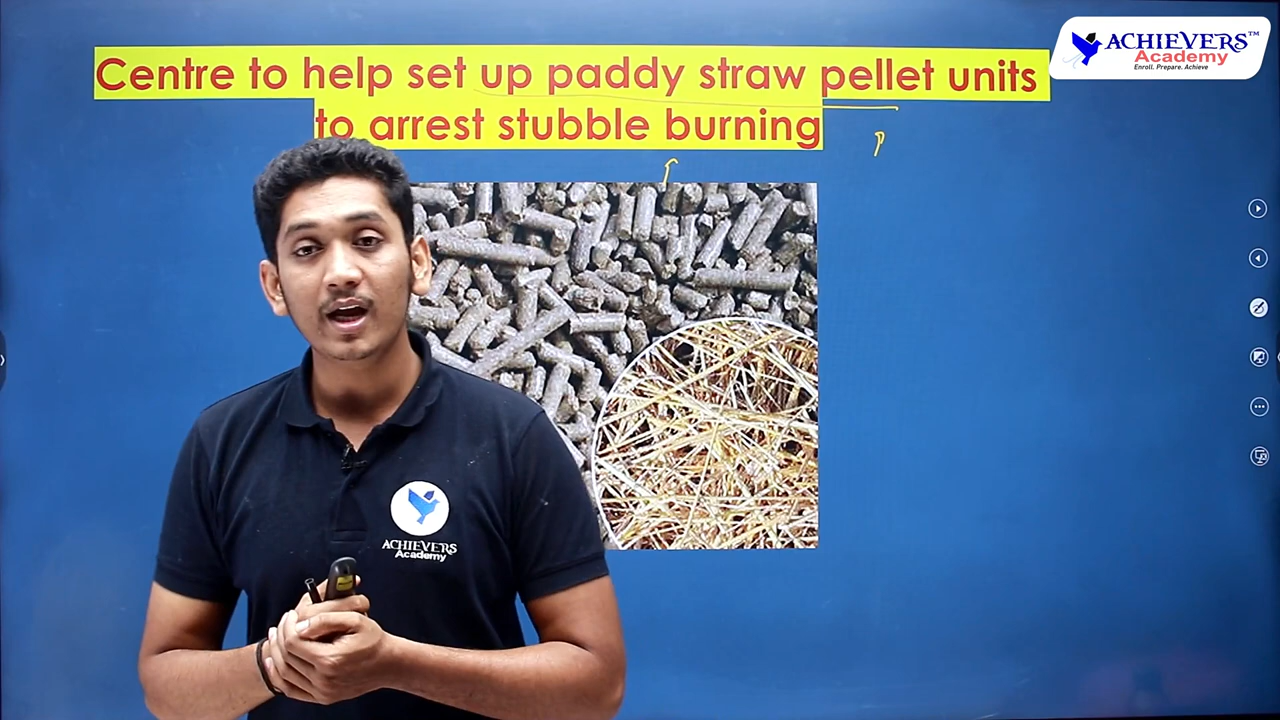 Centre to help set up paddy straw pellet units
to arrest stubble burning
ACHIEVERS™
Academy
Enroll. Prepare. Achieve
ACHIEVERS
Academy